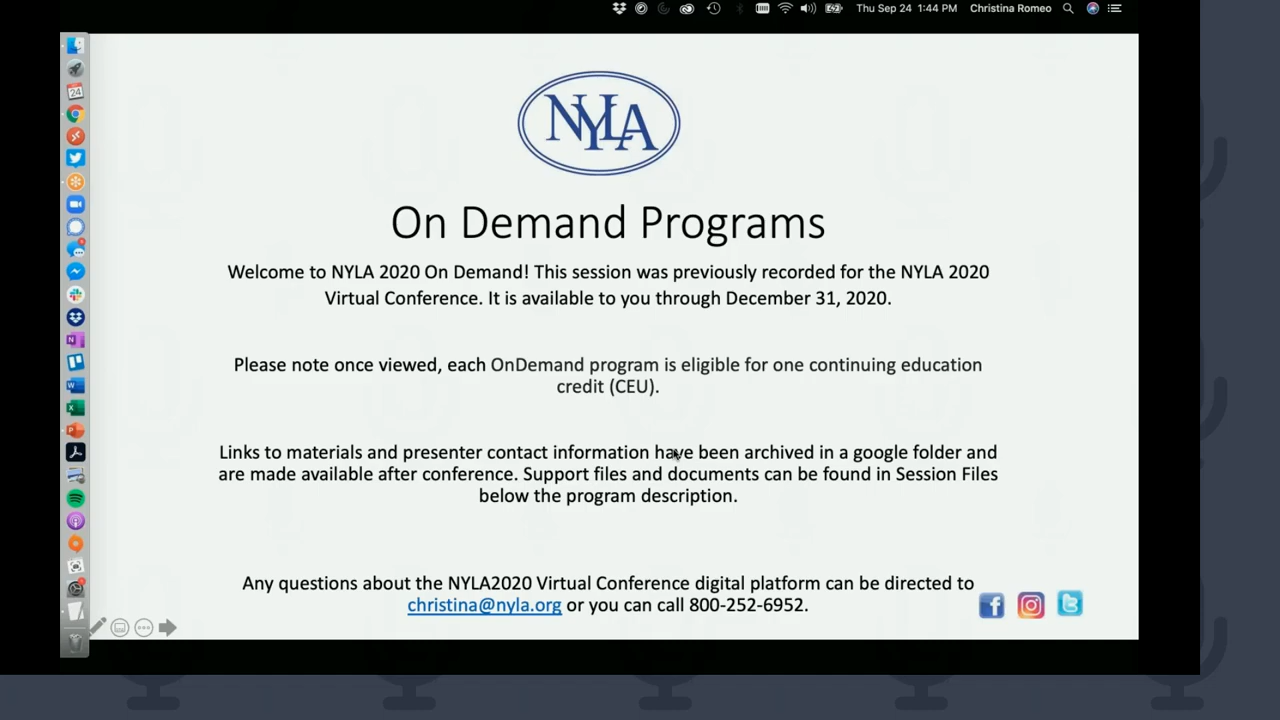 Thu Sep 24 1:44 PM Christina Romeo
24
NYLA
On Demand Programs
Welcome to NYLA 2020 On Demand! This session was previously recorded for the NYLA 2020
Virtual Conference. It is available to you through December 31, 2020.
Please note once viewed, each OnDemand program is eligible for one continuing education
credit (CEU).
Links to materials and presenter contact information have been archived in a google folder and
are made available after conference. Support files and documents can be found in Session Files
below the program description.
Any questions about the NYLA2020 Virtual Conference digital platform can be directed to
christina@nyla.org or you can call 800-252-6952.